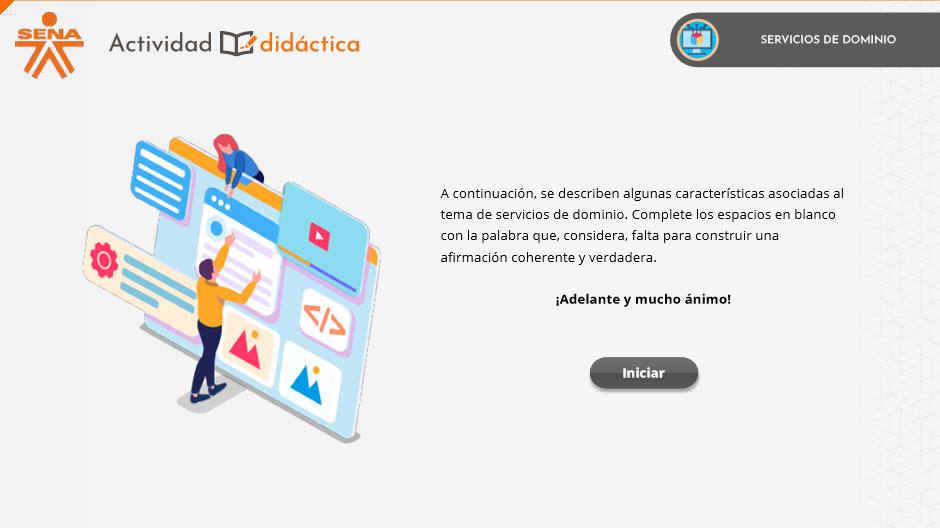 SENA
Actividad didáctica
SERVICIOS DE DOMINIO
A continuación, se describen algunas características asociadas al
tema de servicios de dominio. Complete los espacios en blanco
con la palabra que, considera, falta para construir una
afirmación coherente y verdadera.
¡Adelante y mucho ánimo!
</>
Iniciar